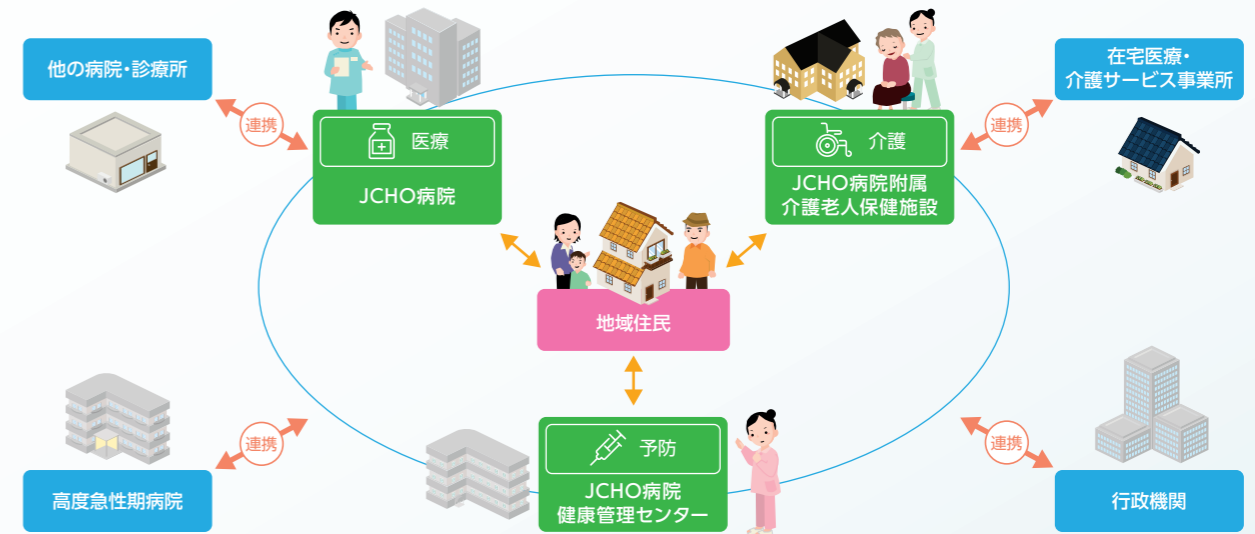 他の病院・診療所
連携
医療
JCHO病院
介護
JCHO病院附属
介護老人保健施設
連携
在宅医療・
介護サービス事業所
地域住民
高度急性期病院
連携
予防
JCHO病院
健康管理センター
連携
行政機関